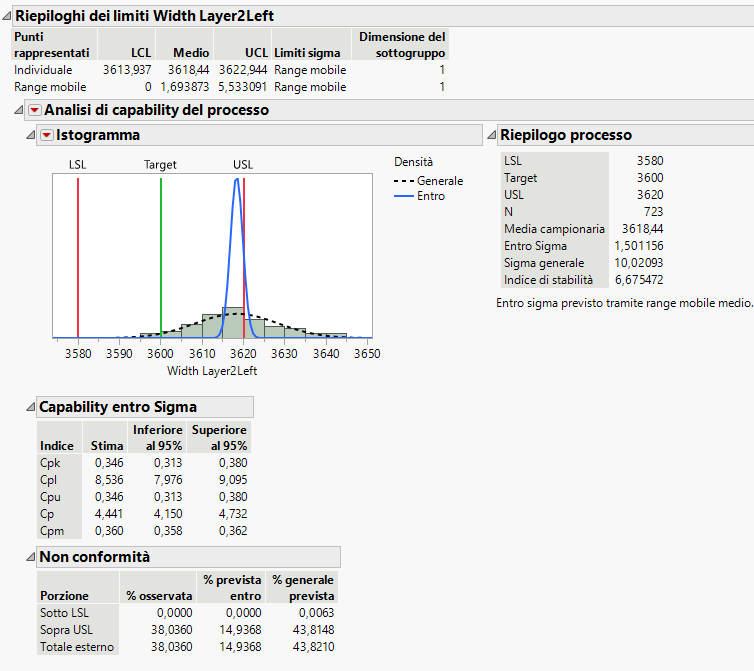 Riepiloghi dei limiti Width Layer2Left
Punti rappresentati LCL Medio UCL Limiti sigma Dimensione del sottogruppo
Individuale 3613,937 3618,44 3622,944 Range mobile 1
Range mobile 0 1,693873 5,533091 Range mobile 1
Analisi di capability del processo
Istogramma
LSL Target USL
3580 3590 3600 3610 3620 3630 3640 3650
Width Layer2Left
Densità
Generale
Entro
Riepilogo processo
LSL 3580
Target 3600
USL 3620
N 723
Media campionaria 3618,44
Entro Sigma 1,501156
Sigma generale 10,02093
Indice di stabilità 6,675472
Entro sigma previsto tramite range mobile medio.
Capability entro Sigma
Indice Stima Inferiore al 95% Superiore al 95%
Cpk 0,346 0,313 0,380
Cpl 8,536 7,976 9,095
Cpu 0,346 0,313 0,380
Cp 4,441 4,150 4,732
Cpm 0,360 0,358 0,362
Non conformità
Porzione % osservata % prevista entro % generale prevista
Sotto LSL 0,0000 0,0000 0,0063
Sopra USL 38,0360 14,9368 43,8148
Totale esterno 38,0360 14,9368 43,8210